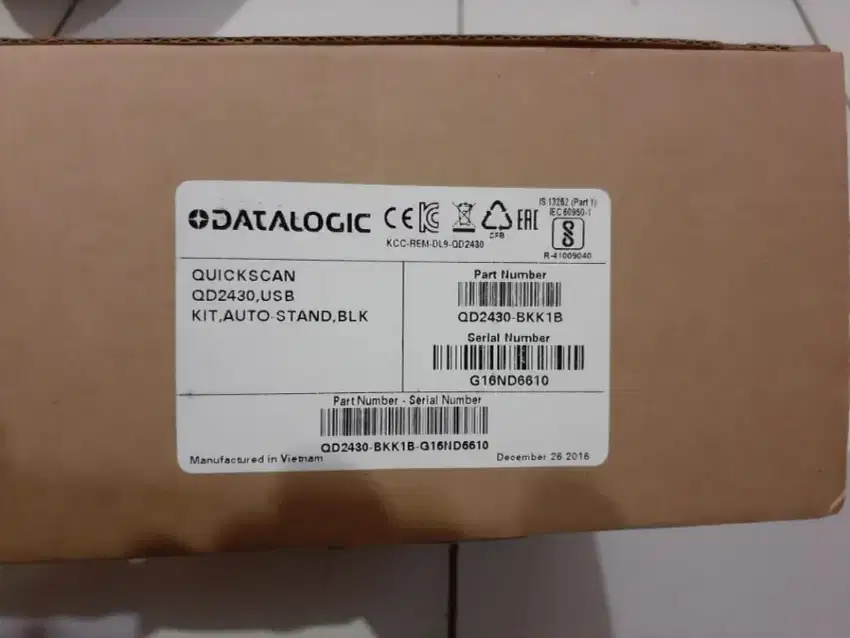 DATALOGIC
KCC-REM-DL9-QD2430
IS 13252 (Part 1)
IEC 60950-1
R-41009040
QUICKSCAN
QD2430,USB
KIT,AUTO-STAND,BLK
Part Number
QD2430-BKK1B
Serial Number
G16ND6610
Part Number - Serial Number
QD2430-BKK1B-G16ND6610
Manufactured in Vietnam
December 26 2016